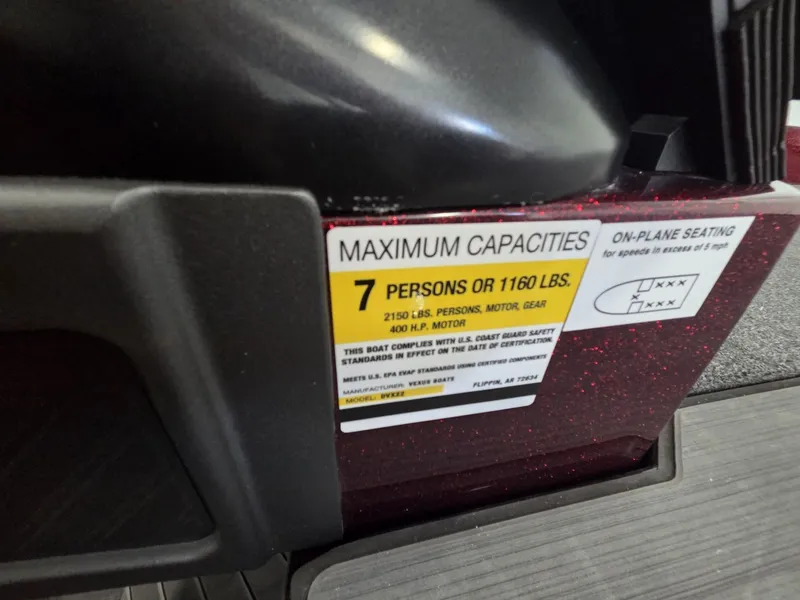 MAXIMUM CAPACITIES
7 PERSONS OR 1160 LBS.
2150 LBS. PERSONS, MOTOR, GEAR
400 H.P. MOTOR
THIS BOAT COMPLIES WITH U.S. COAST GUARD SAFETY
STANDARDS IN EFFECT ON THE DATE OF CERTIFICATION.
MEETS U.S. EPA EVAP STANDARDS USING CERTIFIED COMPONENTS
MANUFACTURER: VEXUS BOATS FLIPPIN, AR 72634
MODEL: DVX22
ON-PLANE SEATING
for speeds in excess of 5 mph
x x x
x
x x x